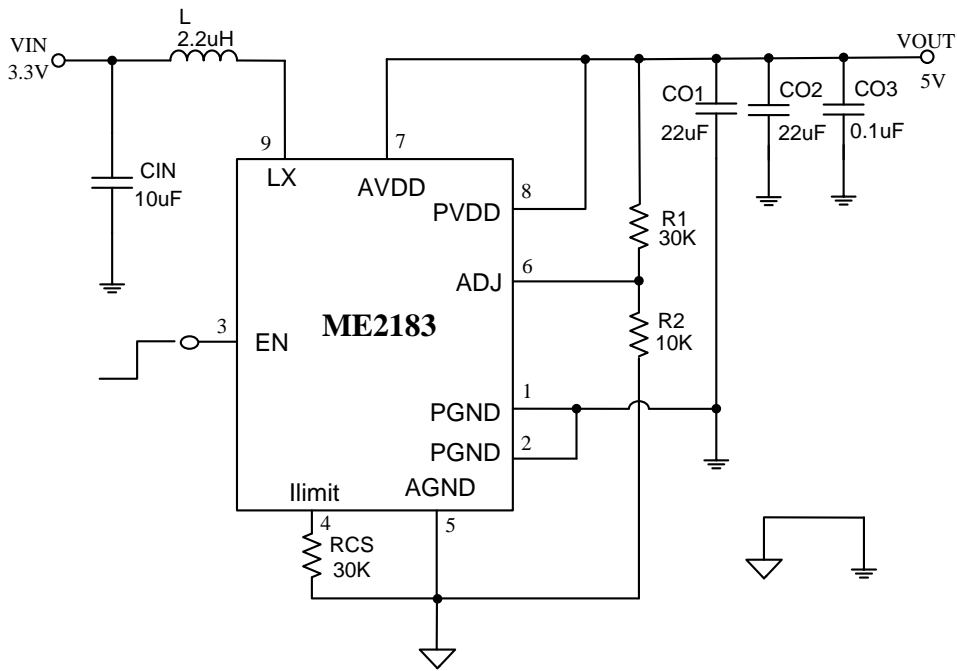 L
2.2uH
VIN
3.3V
VOUT
5V
CO1
22uF
CO2
22uF
CO3
0.1uF
CIN
10uF
9
7
LX
AVDD
8
PVDD
R1
30K
6
ADJ
ME2183
R2
10K
3
EN
1
PGND
2
PGND
AGND
Ilimit
4
5
RCS
30K